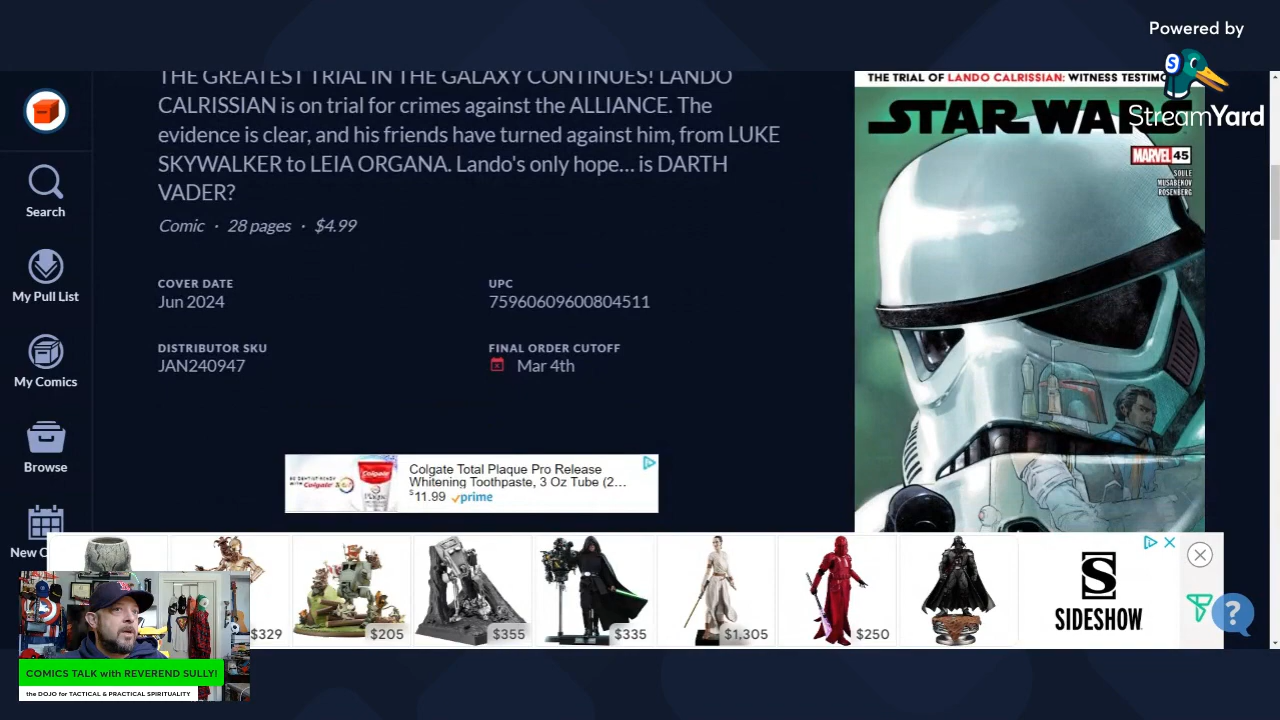 Powered by
StreamYard
THE GREATEST TRIAL IN THE GALAXY CONTINUES! LANDO
CALRISSIAN is on trial for crimes against the ALLIANCE. The
evidence is clear, and his friends have turned against him, from LUKE
SKYWALKER to LEIA ORGANA. Lando's only hope... is DARTH
VADER?
Comic · 28 pages · $4.99
COVER DATE
Jun 2024
UPC
75960609600804511
DISTRIBUTOR SKU
JAN240947
FINAL ORDER CUTOFF
Mar 4th
Search
My Pull List
My Comics
Browse
New C
THE TRIAL OF LANDO CALRISSIAN: WITNESS TESTIMO
STAR WARS
MARVEL 45
SOULE
MUSABEKOV
ROSENBERG
Colgate
Colgate Total Plaque Pro Release
Whitening Toothpaste, 3 Oz Tube (2...
$11.99 prime
$329
$205
$355
$335
$1,305
$250
S
SIDESHOW
?
COMICS TALK with REVEREND SULLY!
the DOJO for TACTICAL & PRACTICAL SPIRITUALITY